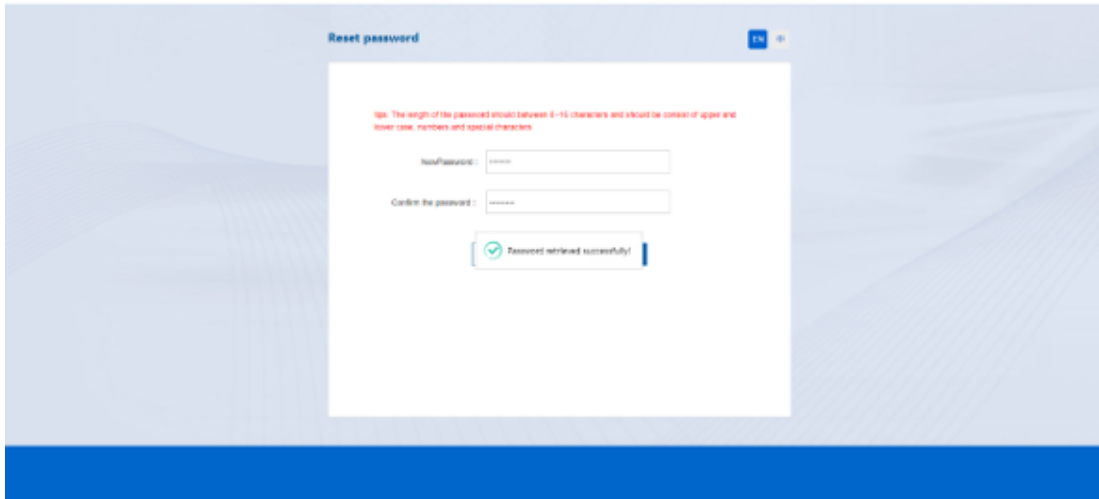 Reset password
EN 中
tips: The length of the password should between 8~16 characters and should be consist of upper and
lower case, numbers and special characters
NewPassword :
Confirm the password :
Password retrieved successfully!